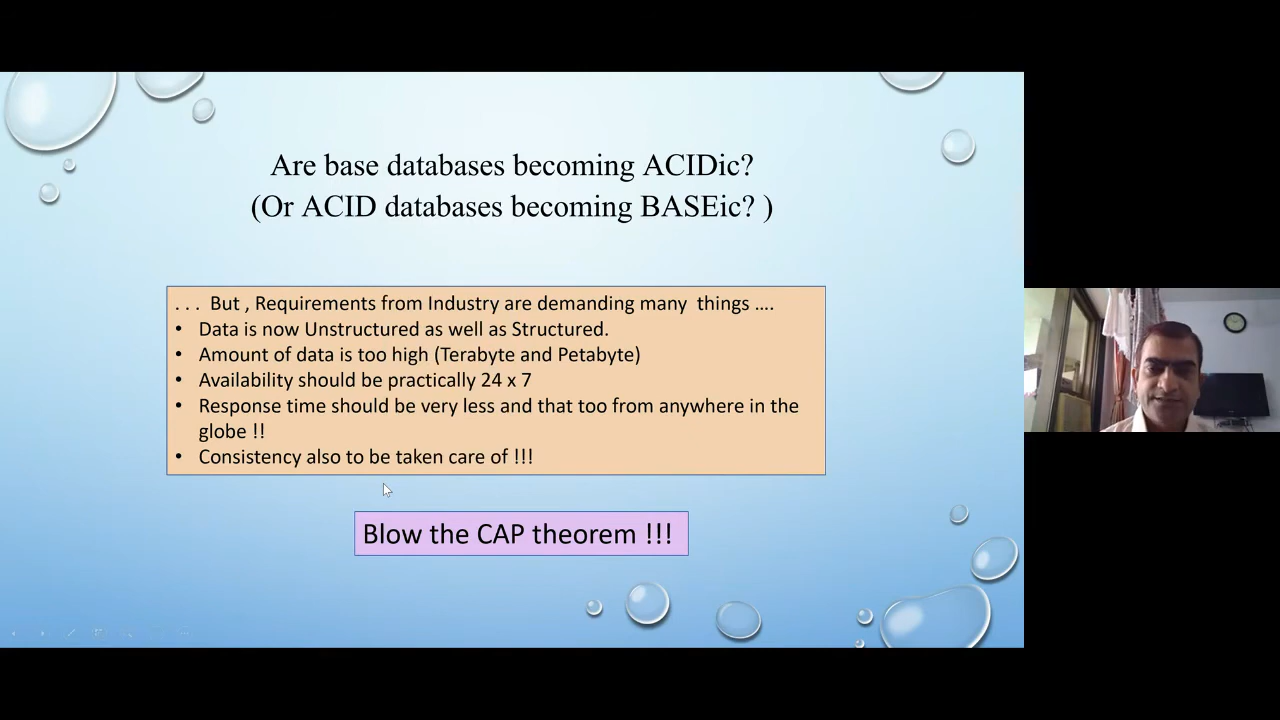 Are base databases becoming ACIDic?
(Or ACID databases becoming BASEic? )
. . . But , Requirements from Industry are demanding many things ....
• Data is now Unstructured as well as Structured.
• Amount of data is too high (Terabyte and Petabyte)
• Availability should be practically 24 x 7
• Response time should be very less and that too from anywhere in the
globe !!
• Consistency also to be taken care of !!!
Blow the CAP theorem !!!